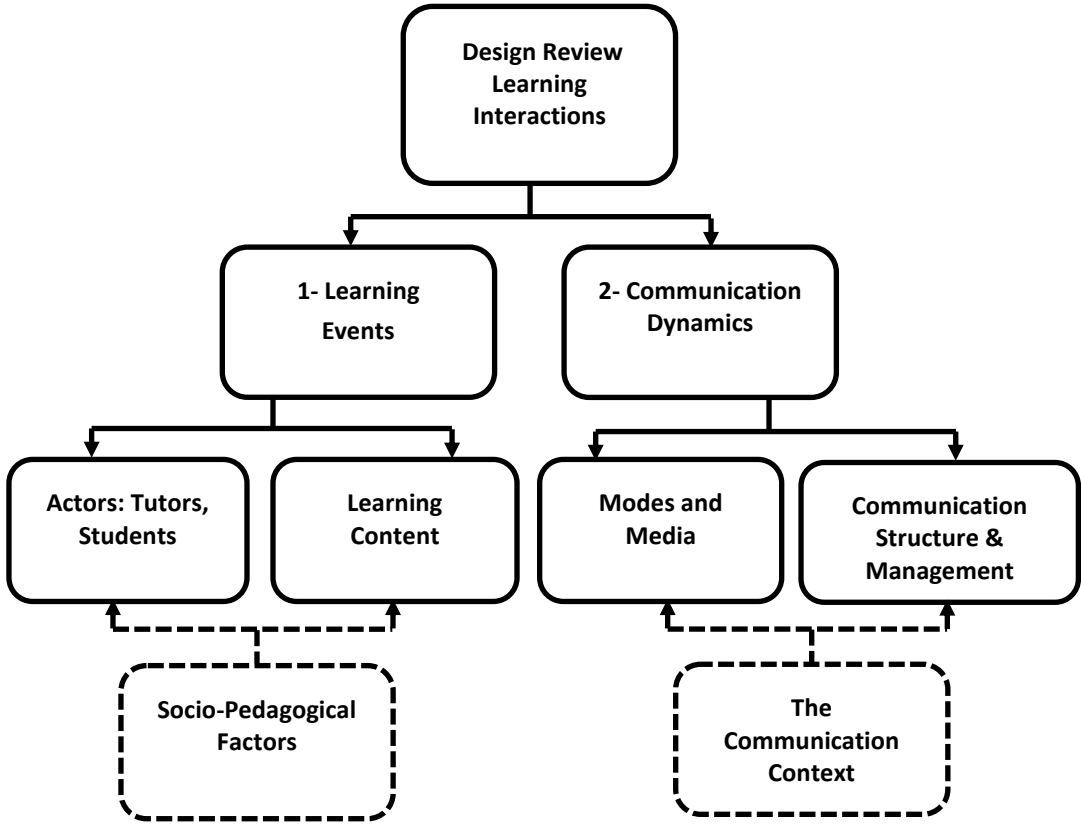 Design Review
Learning
Interactions
1- Learning
Events
2- Communication
Dynamics
Actors: Tutors,
Students
Learning
Content
Modes and
Media
Communication
Structure &
Management
Socio-Pedagogical
Factors
The
Communication
Context